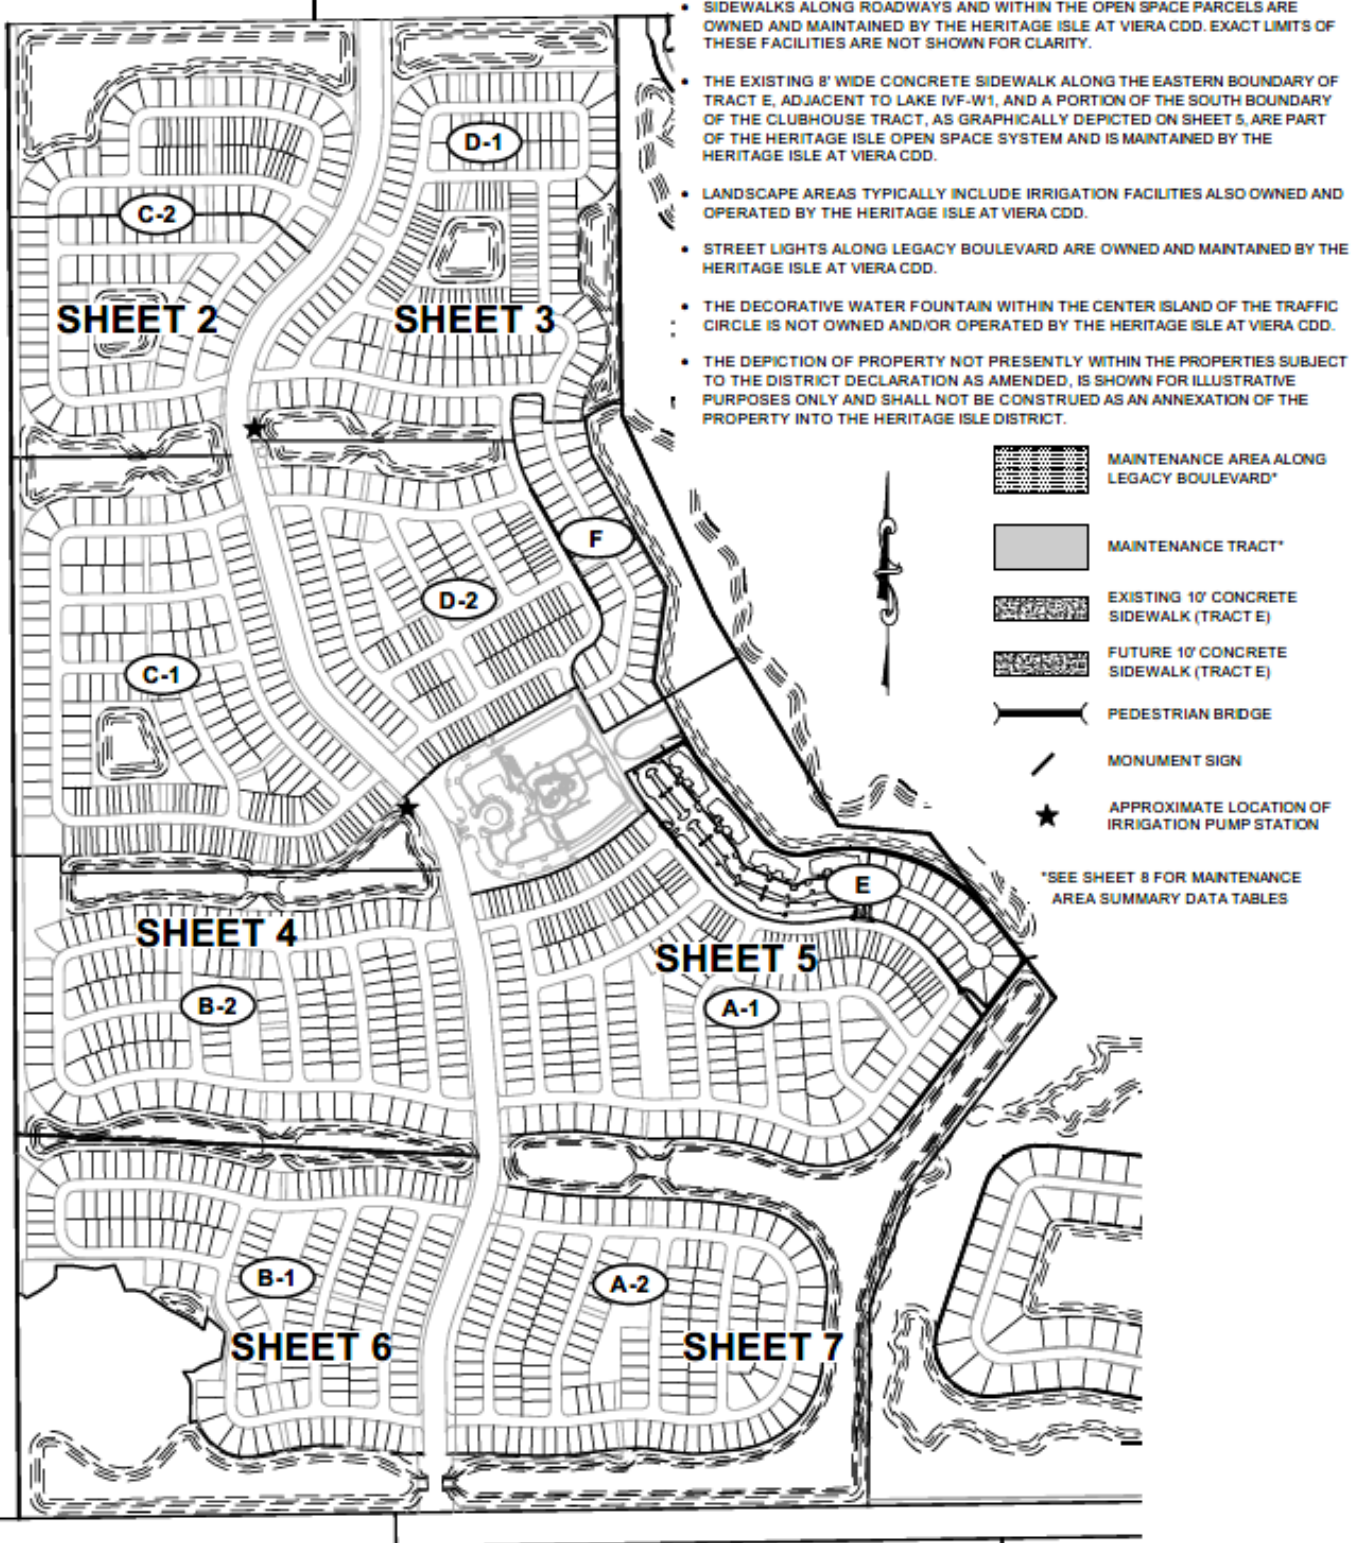 • SIDEWALKS ALONG ROADWAYS AND WITHIN THE OPEN SPACE PARCELS ARE
OWNED AND MAINTAINED BY THE HERITAGE ISLE AT VIERA CDD. EXACT LIMITS OF
THESE FACILITIES ARE NOT SHOWN FOR CLARITY.
• THE EXISTING 8' WIDE CONCRETE SIDEWALK ALONG THE EASTERN BOUNDARY OF
TRACT E, ADJACENT TO LAKE IVF-W1, AND A PORTION OF THE SOUTH BOUNDARY
OF THE CLUBHOUSE TRACT, AS GRAPHICALLY DEPICTED ON SHEET 5, ARE PART
OF THE HERITAGE ISLE OPEN SPACE SYSTEM AND IS MAINTAINED BY THE
HERITAGE ISLE AT VIERA CDD.
• LANDSCAPE AREAS TYPICALLY INCLUDE IRRIGATION FACILITIES ALSO OWNED AND
OPERATED BY THE HERITAGE ISLE AT VIERA CDD.
• STREET LIGHTS ALONG LEGACY BOULEVARD ARE OWNED AND MAINTAINED BY THE
HERITAGE ISLE AT VIERA CDD.
• THE DECORATIVE WATER FOUNTAIN WITHIN THE CENTER ISLAND OF THE TRAFFIC
CIRCLE IS NOT OWNED AND/OR OPERATED BY THE HERITAGE ISLE AT VIERA CDD.
• THE DEPICTION OF PROPERTY NOT PRESENTLY WITHIN THE PROPERTIES SUBJECT
TO THE DISTRICT DECLARATION AS AMENDED, IS SHOWN FOR ILLUSTRATIVE
PURPOSES ONLY AND SHALL NOT BE CONSTRUED AS AN ANNEXATION OF THE
PROPERTY INTO THE HERITAGE ISLE DISTRICT.
MAINTENANCE AREA ALONG
LEGACY BOULEVARD*
MAINTENANCE TRACT*
EXISTING 10' CONCRETE
SIDEWALK (TRACT E)
FUTURE 10' CONCRETE
SIDEWALK (TRACT E)
PEDESTRIAN BRIDGE
MONUMENT SIGN
APPROXIMATE LOCATION OF
IRRIGATION PUMP STATION
*SEE SHEET 8 FOR MAINTENANCE
AREA SUMMARY DATA TABLES
D-1
C-2
SHEET 2
SHEET 3
F
D-2
C-1
E
SHEET 4
SHEET 5
B-2
A-1
B-1
A-2
SHEET 6
SHEET 7